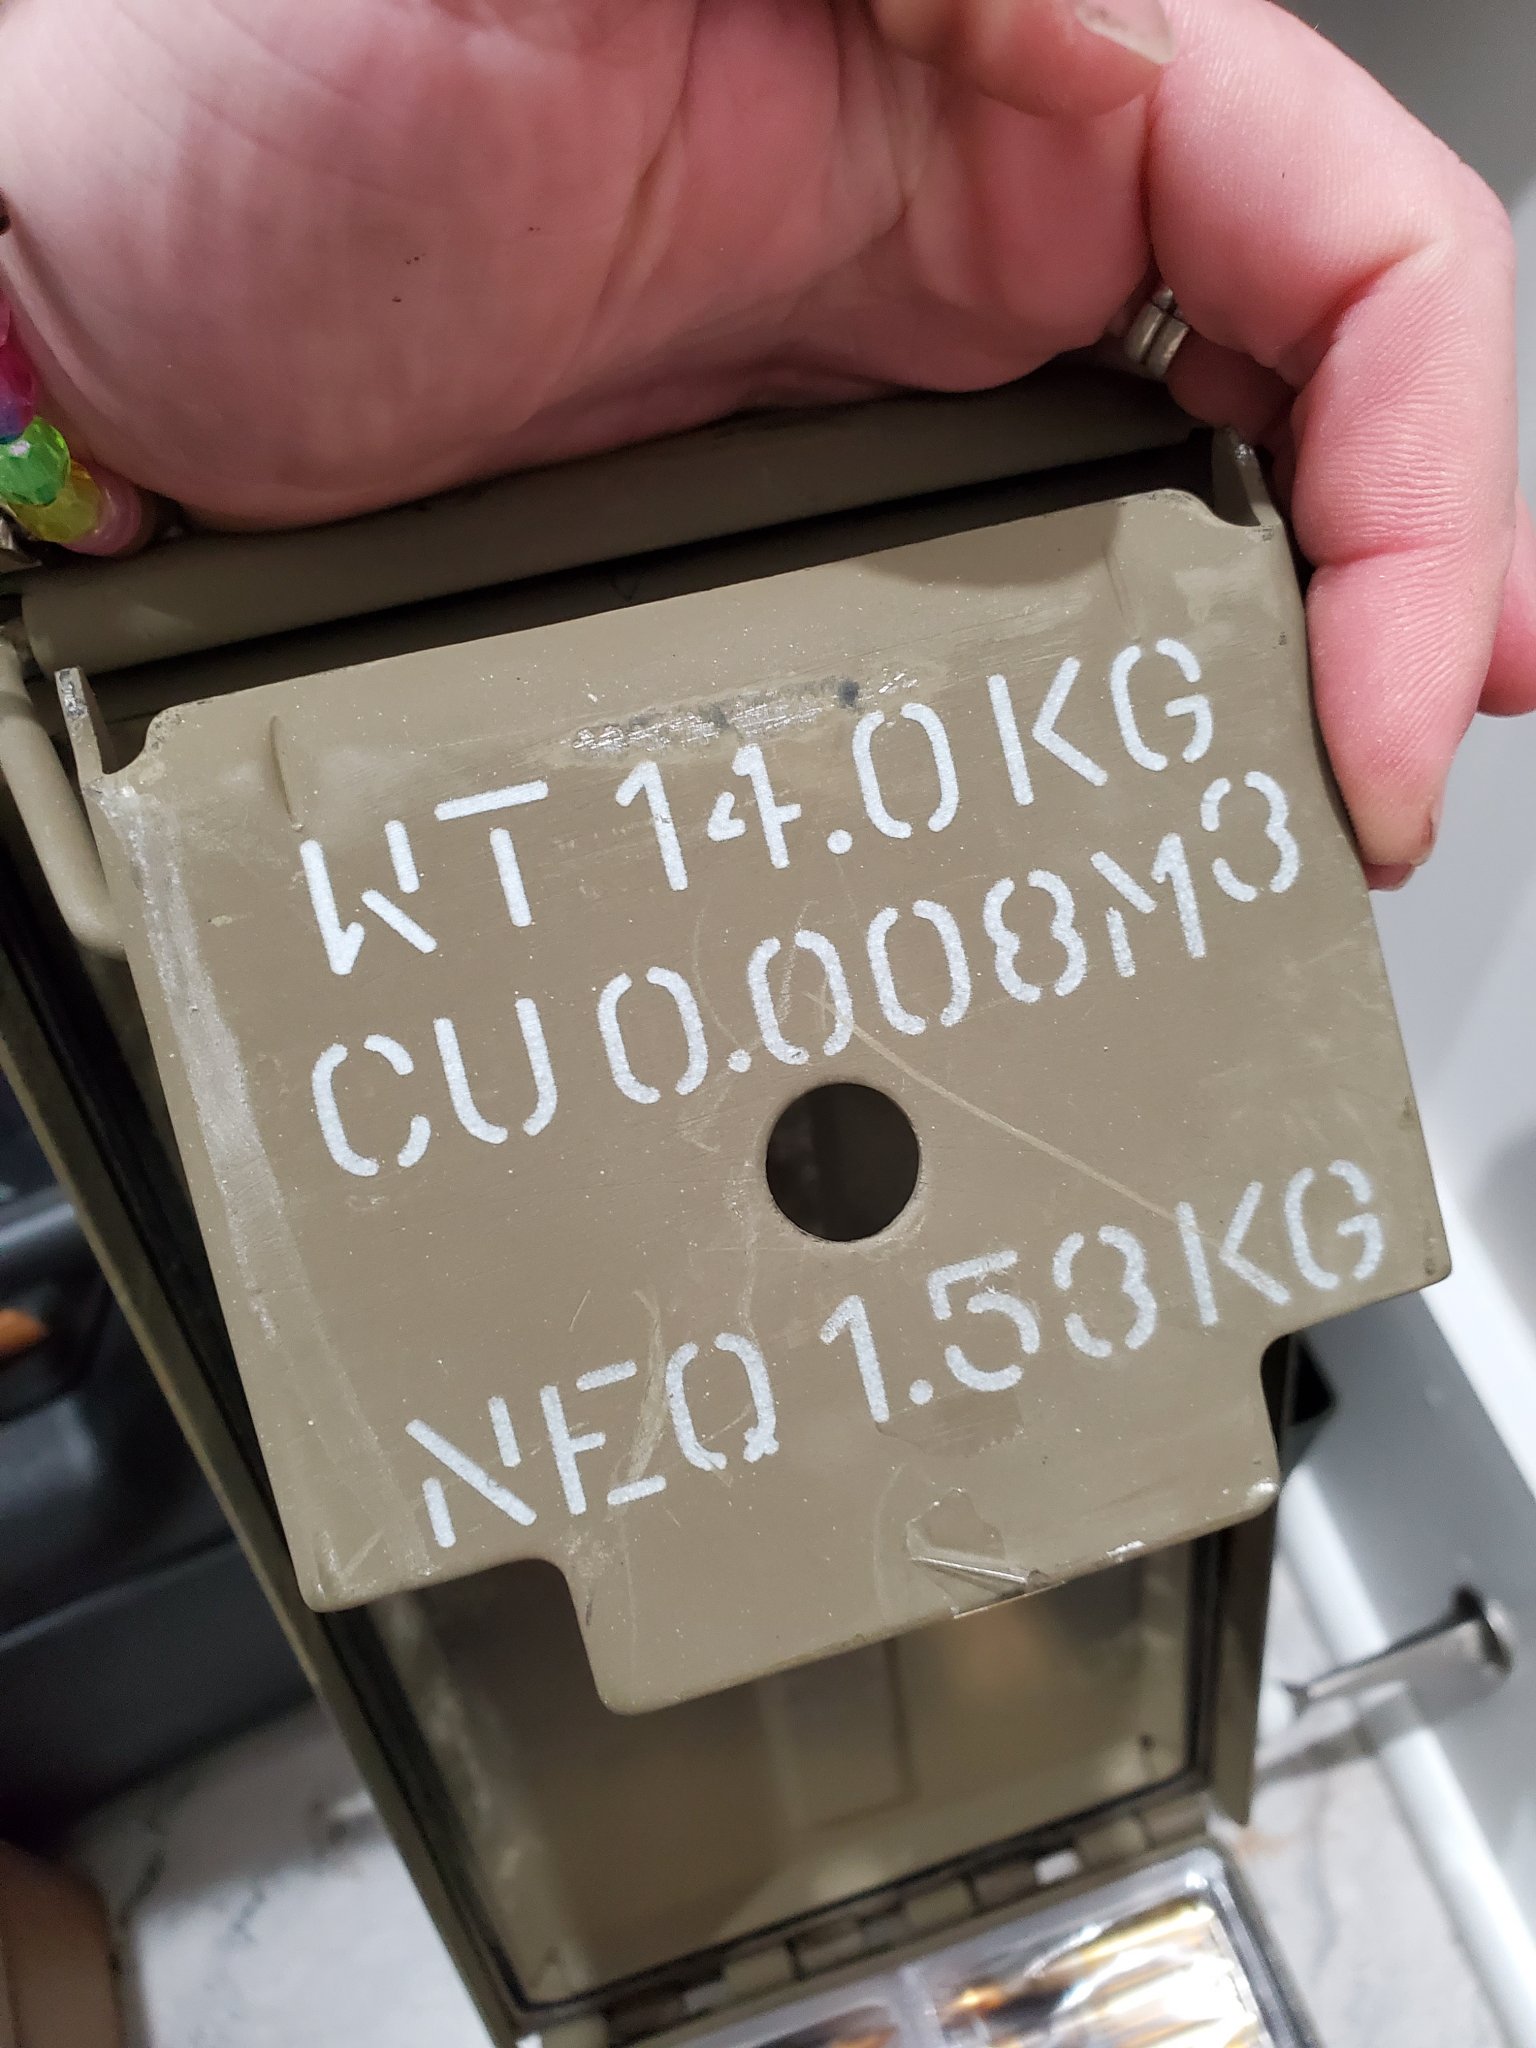 WT 14.0 KG
CU 0.008M3
NEQ 1.53KG